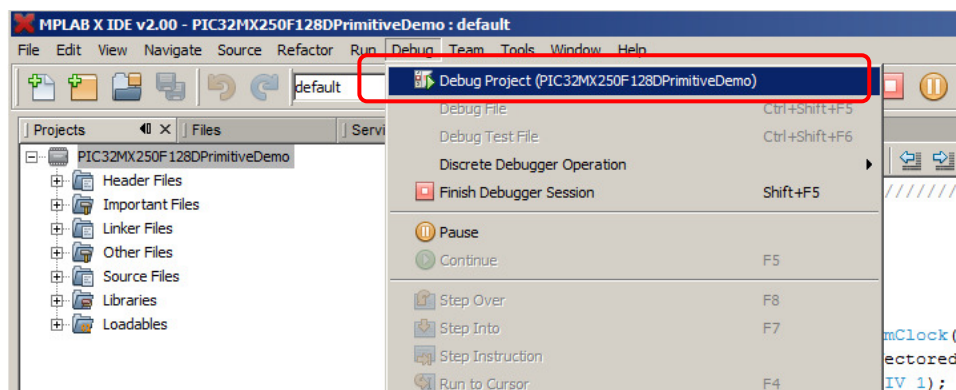 MPLAB X IDE v2.00 - PIC32MX250F128DPrimitiveDemo : default
File Edit View Navigate Source Refactor Run Debug Team Tools Window Help
default
Debug Project (PIC32MX250F128DPrimitiveDemo)
Debug File Ctrl+Shift+F5
Debug Test File Ctrl+Shift+F6
Discrete Debugger Operation
Finish Debugger Session Shift+F5
Pause
Continue F5
Step Over F8
Step Into F7
Step Instruction
Run to Cursor F4
Projects Files Servi
PIC32MX250F128DPrimitiveDemo
Header Files
Important Files
Linker Files
Other Files
Source Files
Libraries
Loadables
///////
mClock(
ectored
IV 1);